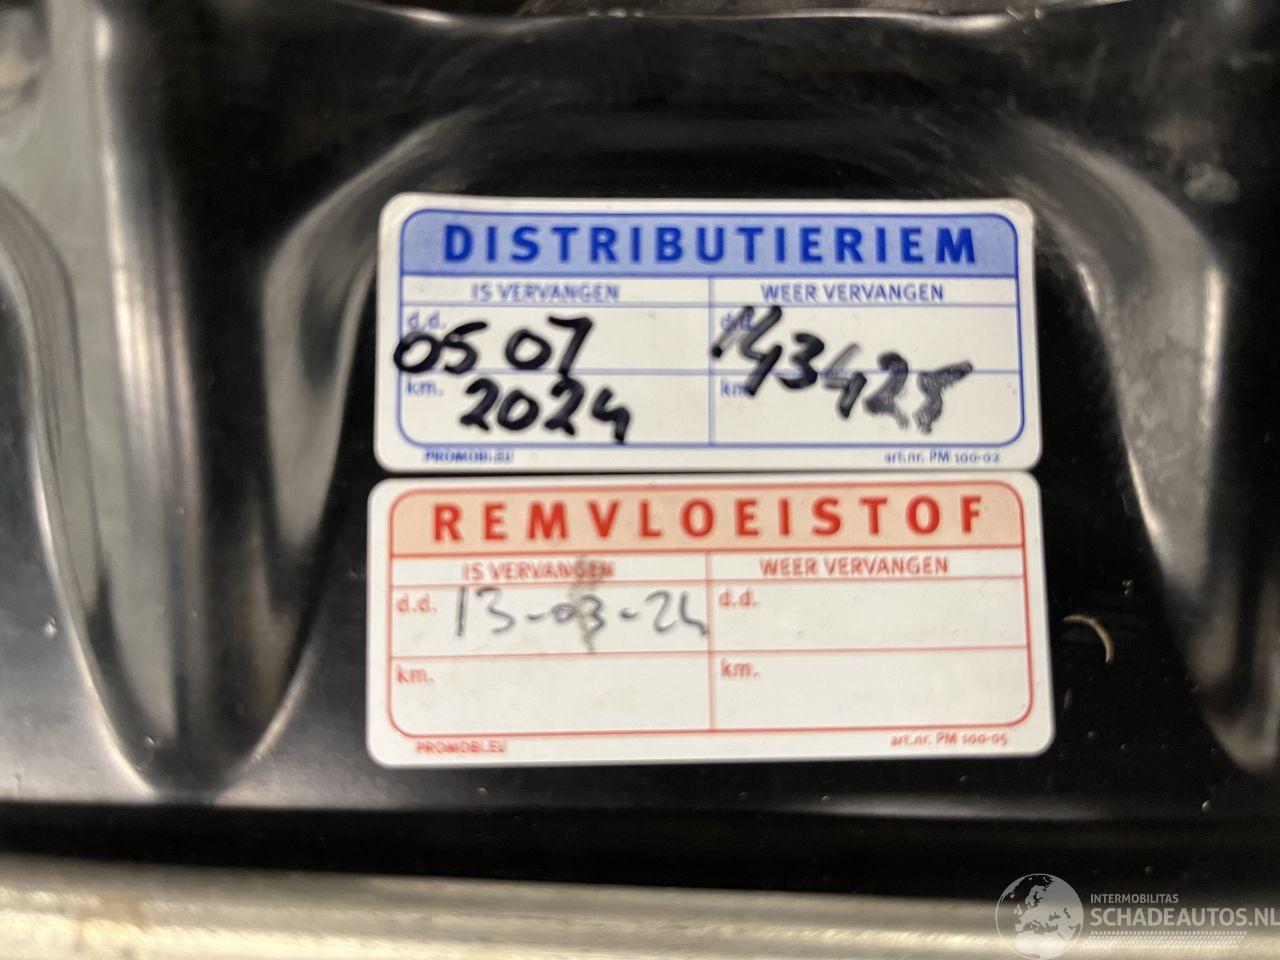 DISTRIBUTIERIEM
IS VERVANGEN WEER VERVANGEN
d.d. 05 07 d.d.
km. 2024 km. 143425
PROMOBI.EU art.nr. PM 100-02
REMVLOEISTOF
IS VERVANGEN WEER VERVANGEN
d.d. 13-03-24 d.d.
km. km.
PROMOBI.EU art.nr. PM 100-05
INTERMOBILITAS
SCHADEAUTOS.NL